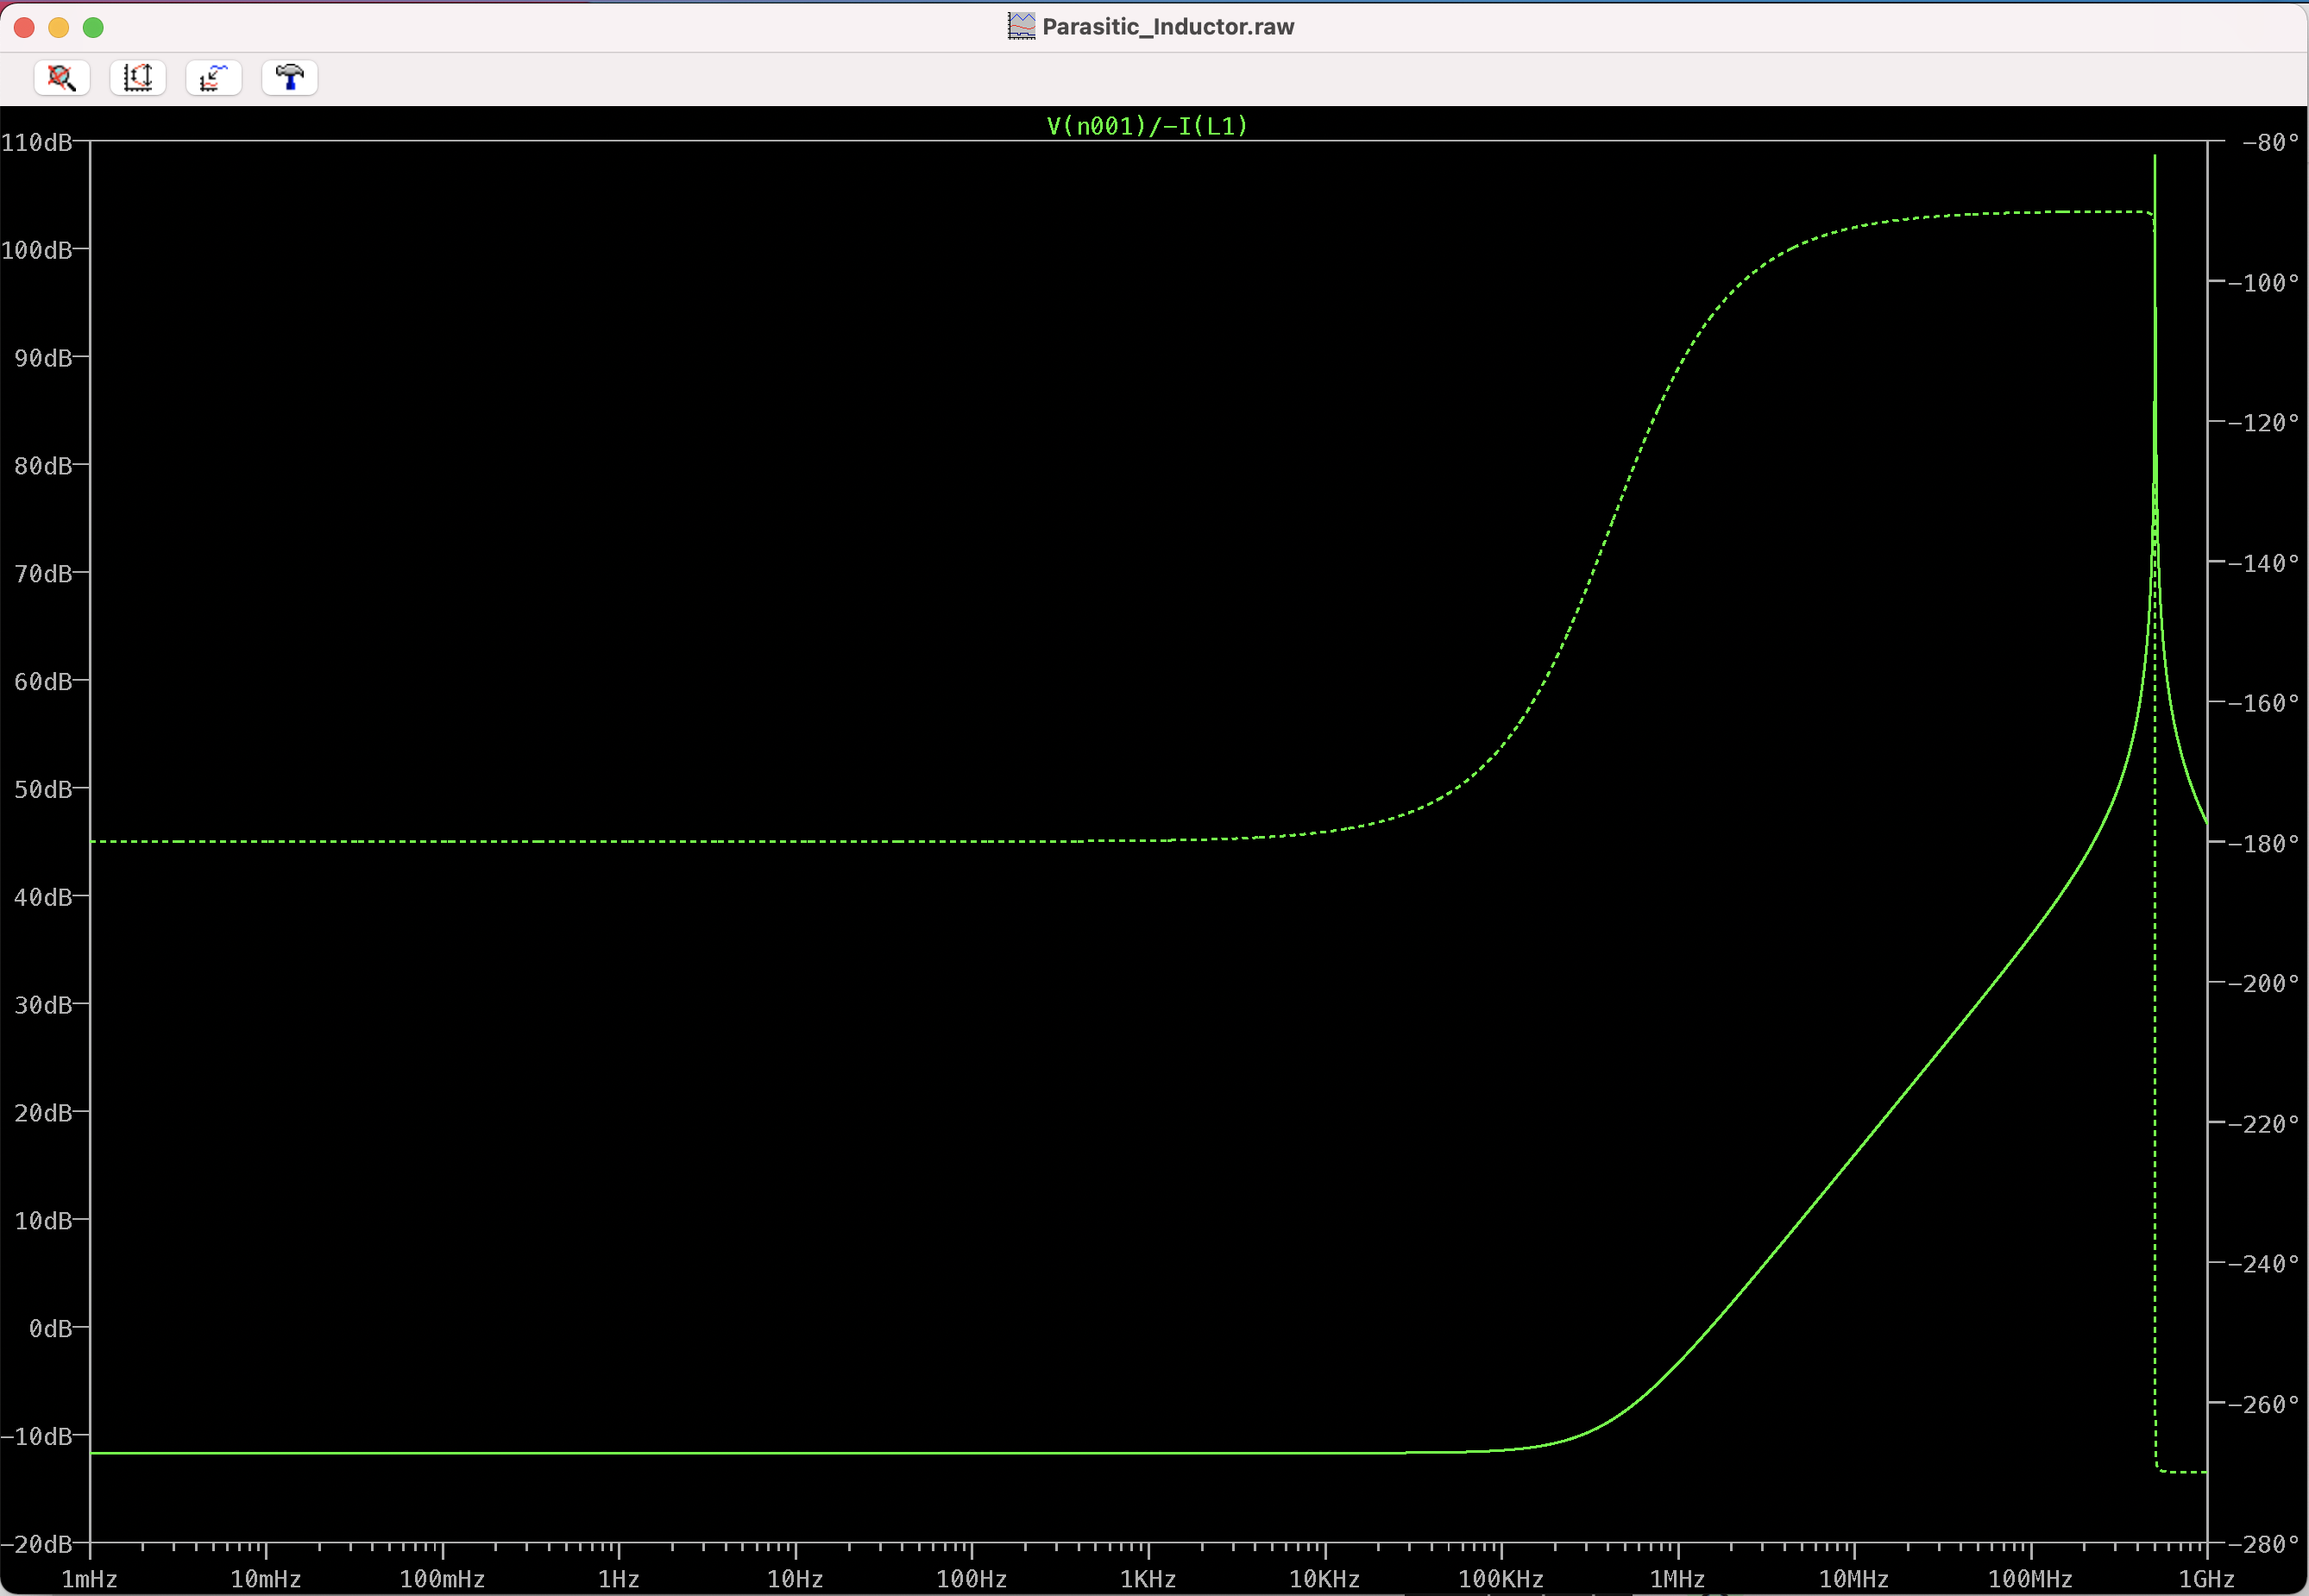 Parasitic_Inductor.raw
V(n001)/−I(L1)
110dB
100dB
90dB
80dB
70dB
60dB
50dB
40dB
30dB
20dB
10dB
0dB
−10dB
−20dB
−80°
−100°
−120°
−140°
−160°
−180°
−200°
−220°
−240°
−260°
−280°
1mHz 10mHz 100mHz 1Hz 10Hz 100Hz 1KHz 10KHz 100KHz 1MHz 10MHz 100MHz 1GHz